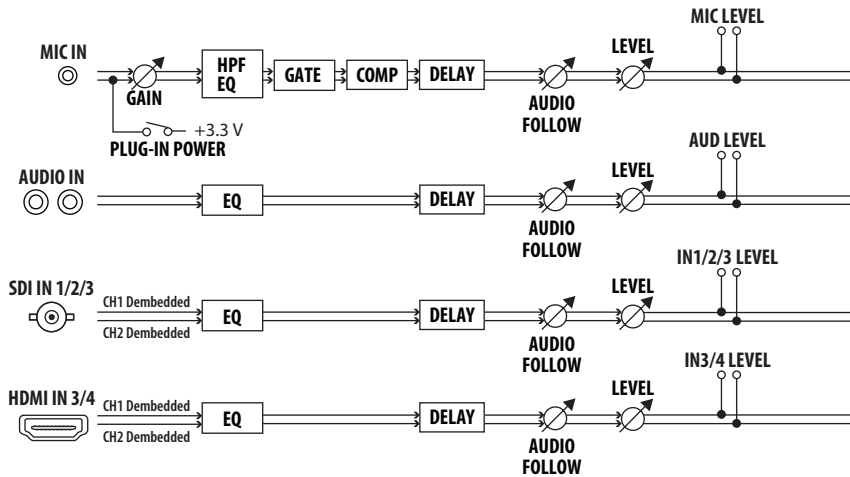 MIC IN
GAIN
+3.3 V
PLUG-IN POWER
HPF
EQ
GATE
COMP
DELAY
AUDIO
FOLLOW
LEVEL
MIC LEVEL
AUDIO IN
EQ
DELAY
AUDIO
FOLLOW
LEVEL
AUD LEVEL
SDI IN 1/2/3
CH1 Dembedded
CH2 Dembedded
EQ
DELAY
AUDIO
FOLLOW
LEVEL
IN1/2/3 LEVEL
HDMI IN 3/4
CH1 Dembedded
CH2 Dembedded
EQ
DELAY
AUDIO
FOLLOW
LEVEL
IN3/4 LEVEL